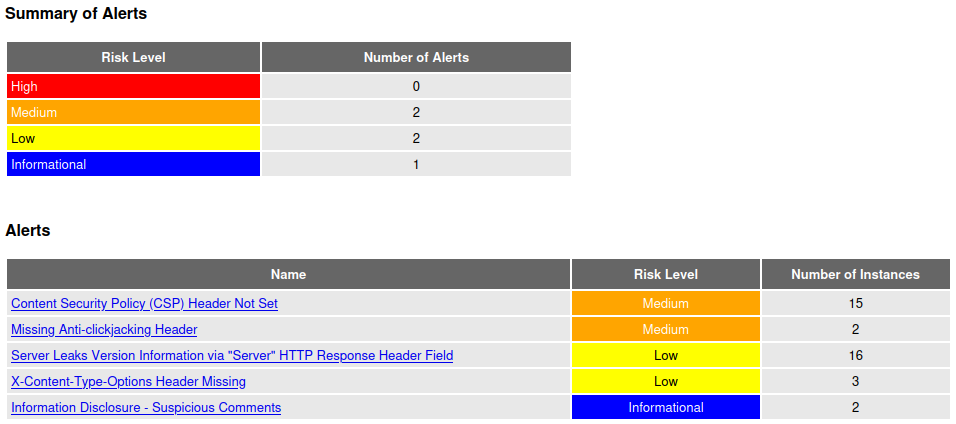 Summary of Alerts
Risk Level Number of Alerts
High 0
Medium 2
Low 2
Informational 1
Alerts
Name Risk Level Number of Instances
Content Security Policy (CSP) Header Not Set Medium 15
Missing Anti-clickjacking Header Medium 2
Server Leaks Version Information via "Server" HTTP Response Header Field Low 16
X-Content-Type-Options Header Missing Low 3
Information Disclosure - Suspicious Comments Informational 2